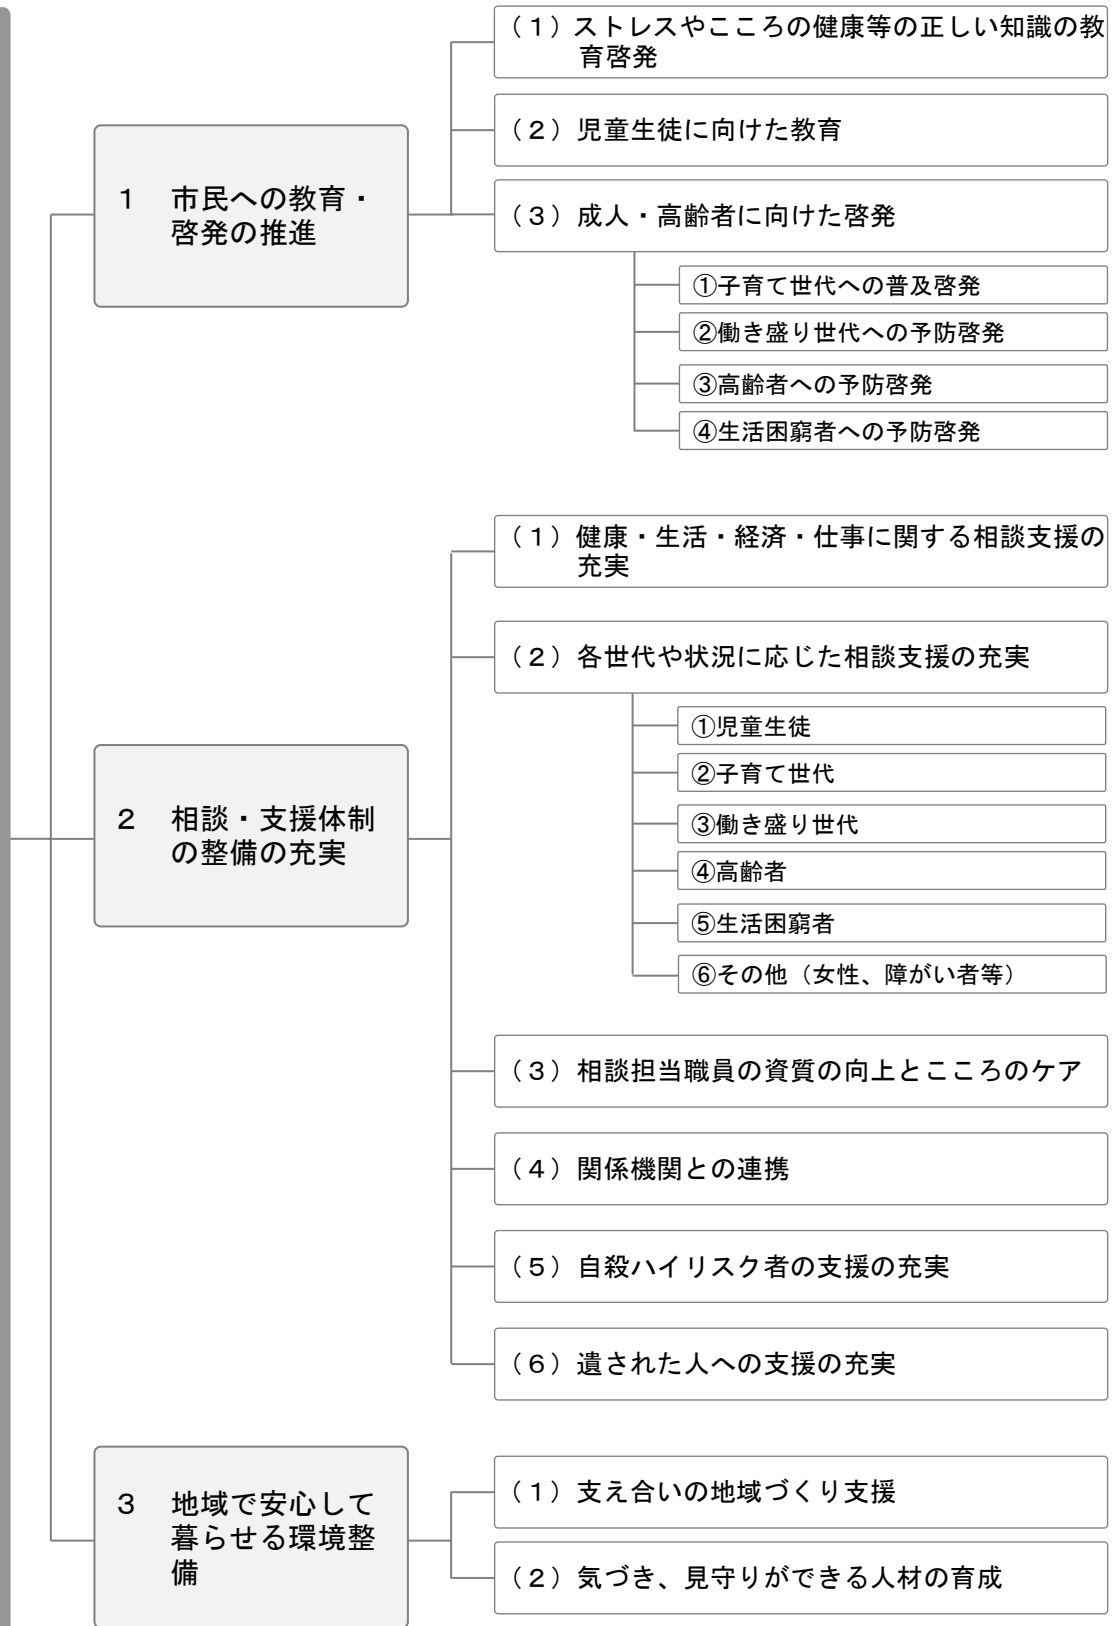 １　市民への教育・
啓発の推進
（１）ストレスやこころの健康等の正しい知識の教
育啓発
（２）児童生徒に向けた教育
（３）成人・高齢者に向けた啓発
①子育て世代への普及啓発
②働き盛り世代への予防啓発
③高齢者への予防啓発
④生活困窮者への予防啓発
２　相談・支援体制
の整備の充実
（１）健康・生活・経済・仕事に関する相談支援の
充実
（２）各世代や状況に応じた相談支援の充実
①児童生徒
②子育て世代
③働き盛り世代
④高齢者
⑤生活困窮者
⑥その他（女性、障がい者等）
（３）相談担当職員の資質の向上とこころのケア
（４）関係機関との連携
（５）自殺ハイリスク者の支援の充実
（６）遺された人への支援の充実
３　地域で安心して
暮らせる環境整
備
（１）支え合いの地域づくり支援
（２）気づき、見守りができる人材の育成